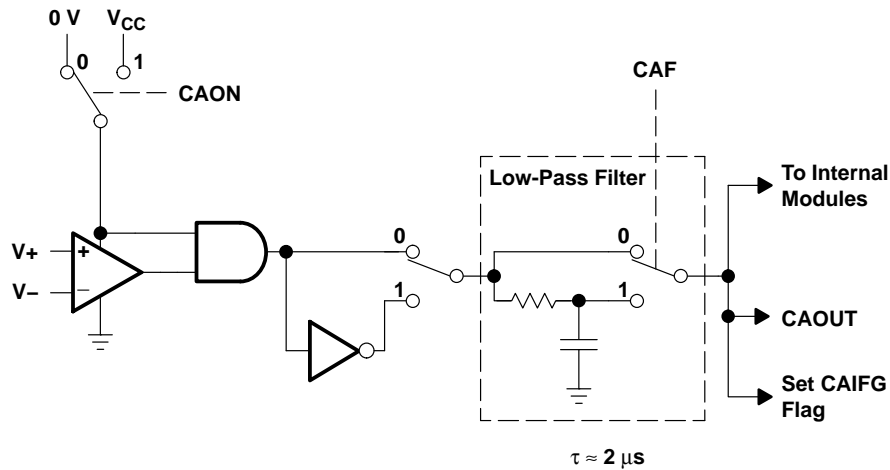 0 V
VCC
0
1
CAON
CAF
Low-Pass Filter
To Internal
Modules
V+
+
V−
−
0
1
0
1
CAOUT
Set CAIFG
Flag
τ ≈ 2 μs